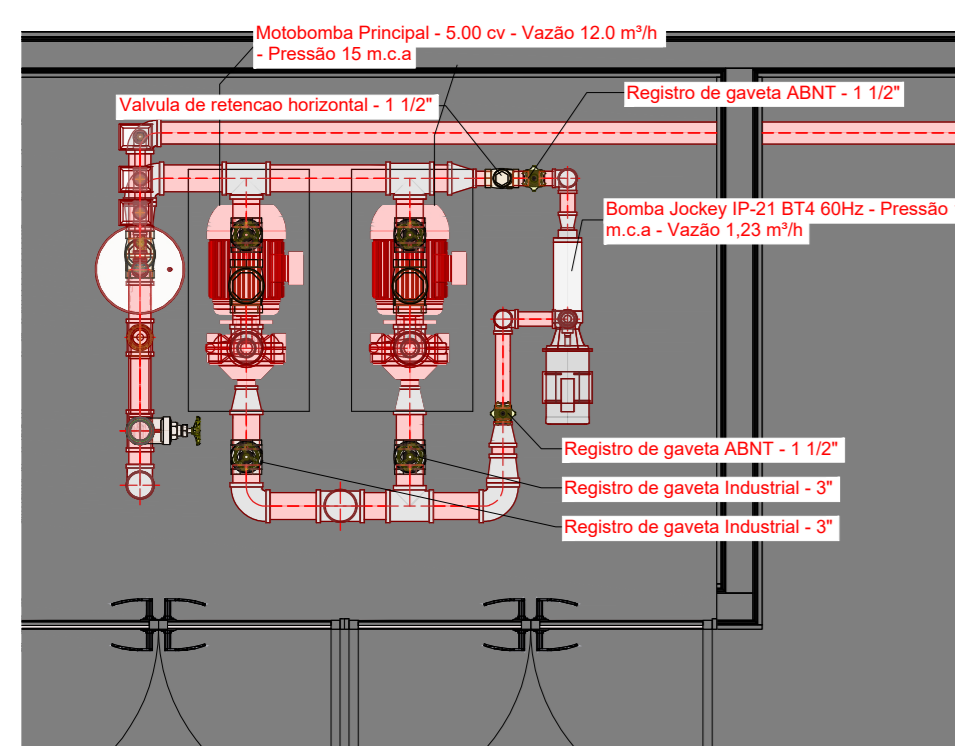 Motobomba Principal - 5.00 cv - Vazão 12.0 m³/h
- Pressão 15 m.c.a
Valvula de retencao horizontal - 1 1/2"
Registro de gaveta ABNT - 1 1/2"
Bomba Jockey IP-21 BT4 60Hz - Pressão
m.c.a - Vazão 1,23 m³/h
Registro de gaveta ABNT - 1 1/2"
Registro de gaveta Industrial - 3"
Registro de gaveta Industrial - 3"